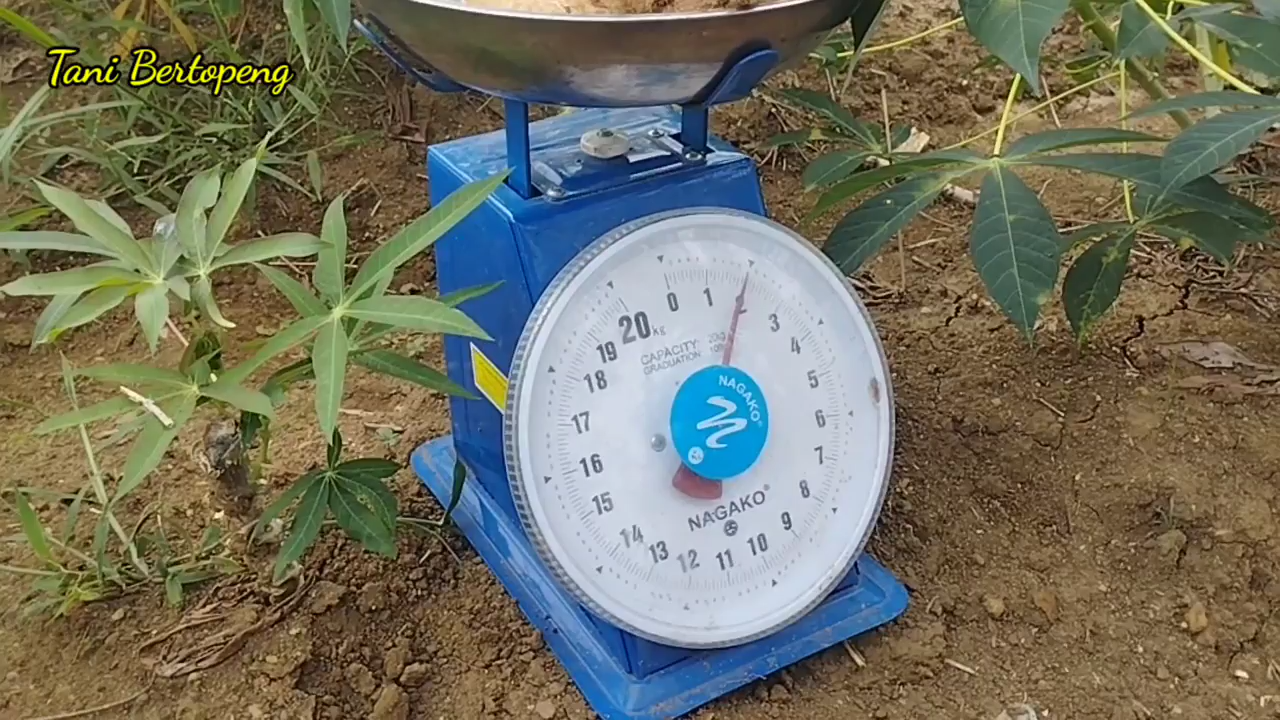 Tani Bertopeng
0 1 3 4 5 6 7 8 9 10 11 12 13 14 15 16 17 18 19 20kg
CAPACITY:
GRADUATION:
NAGAKO®
NAGAKO®